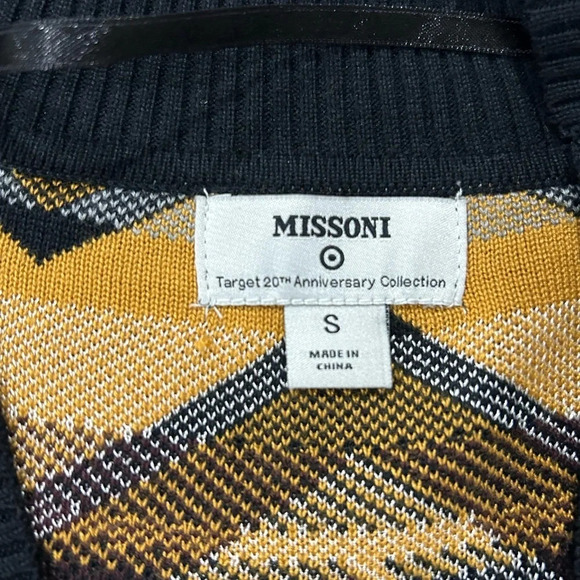 MISSONI
Target 20TH Anniversary Collection
S
MADE IN
CHINA